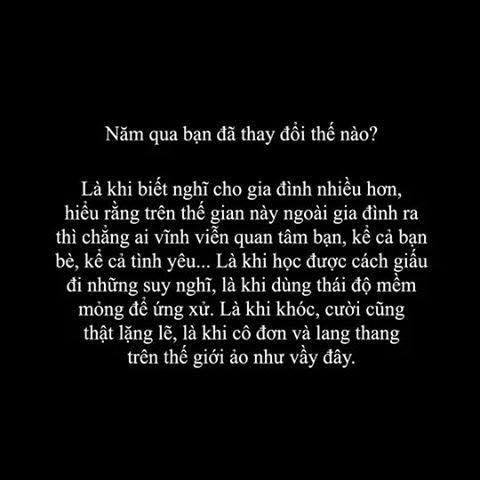 Năm qua bạn đã thay đổi thế nào?
Là khi biết nghĩ cho gia đình nhiều hơn,
hiểu rằng trên thế gian này ngoài gia đình ra
thì chẳng ai vĩnh viễn quan tâm bạn, kể cả bạn
bè, kể cả tình yêu... Là khi học được cách giấu
đi những suy nghĩ, là khi dùng thái độ mềm
mỏng để ứng xử. Là khi khóc, cười cũng
thật lặng lẽ, là khi cô đơn và lang thang
trên thế giới ảo như vầy đây.